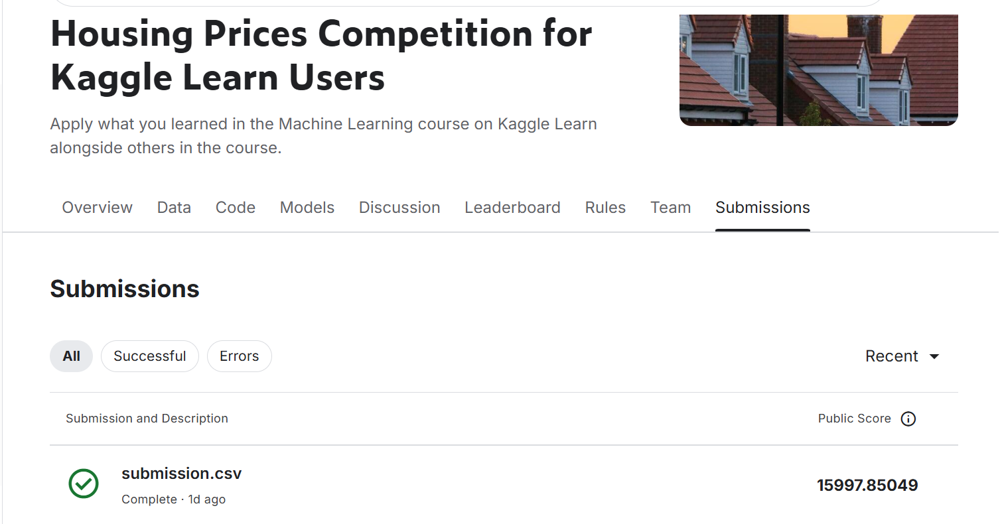 Housing Prices Competition for
Kaggle Learn Users
Apply what you learned in the Machine Learning course on Kaggle Learn
alongside others in the course.
Overview Data Code Models Discussion Leaderboard Rules Team Submissions
Submissions
All Successful Errors Recent
Submission and Description Public Score
submission.csv
Complete · 1d ago
15997.85049